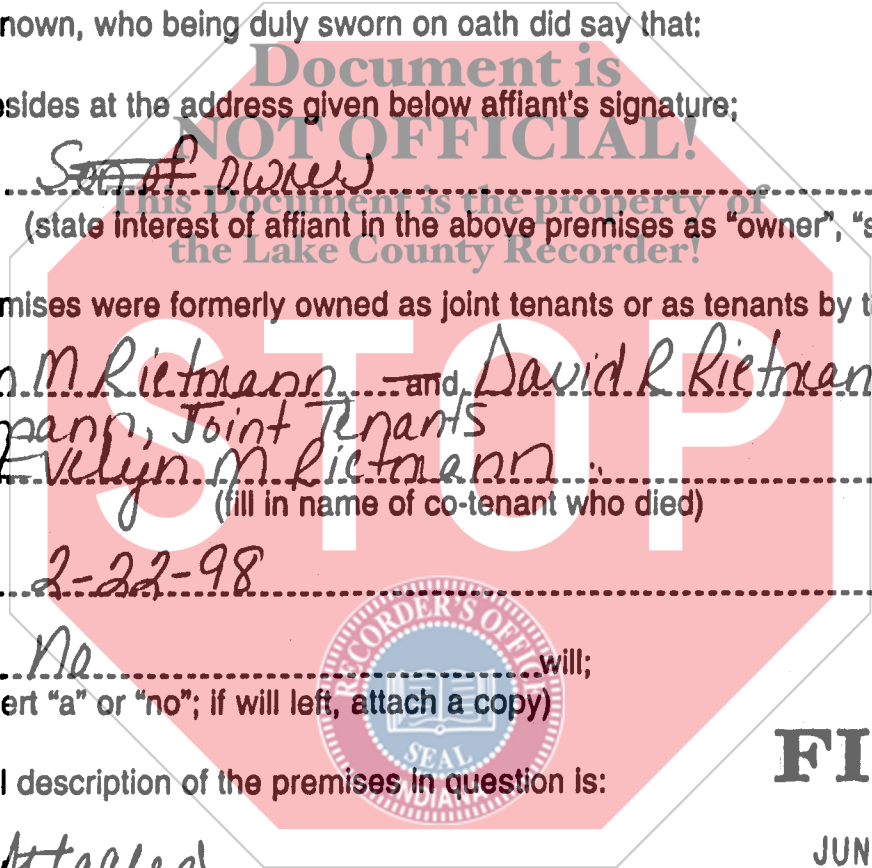 nown, who being duly sworn on oath did say that:
Document is
esides at the address given below affiant's signature;
NOT OFFICIAL!
Son of owner
This Document is the property of
(state interest of affiant in the above premises as "owner", "s
the Lake County Recorder!
mises were formerly owned as joint tenants or as tenants by t
n M Rietmann and David R Rietman
mann, Joint Tenants
Evelyn M Rietmann
(fill in name of co-tenant who died)
STOP
2-22-98
no will;
ert "a" or "no"; if will left, attach a copy)
RECORDER'S OFFICE
SEAL
INDIANA
l description of the premises in question is:
FI
Attached
JUN